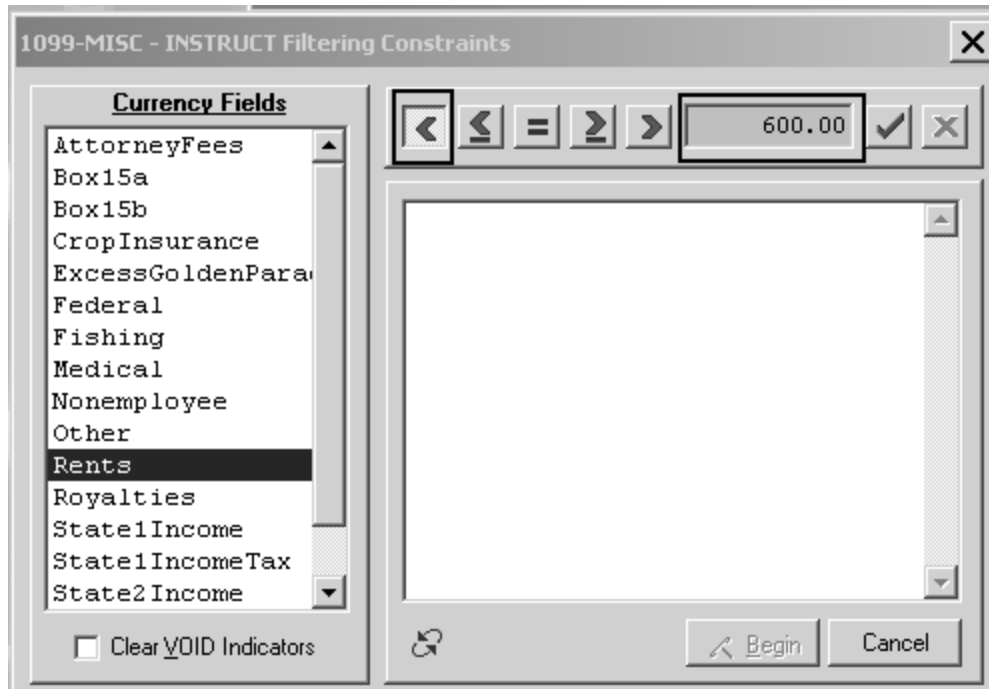 1099-MISC - INSTRUCT Filtering Constraints
Currency Fields
AttorneyFees
Box15a
Box15b
CropInsurance
ExcessGoldenPara
Federal
Fishing
Medical
Nonemployee
Other
Rents
Royalties
State1Income
State1IncomeTax
State2Income
Clear VOID Indicators
< ≤ = ≥ > 600.00
Begin
Cancel